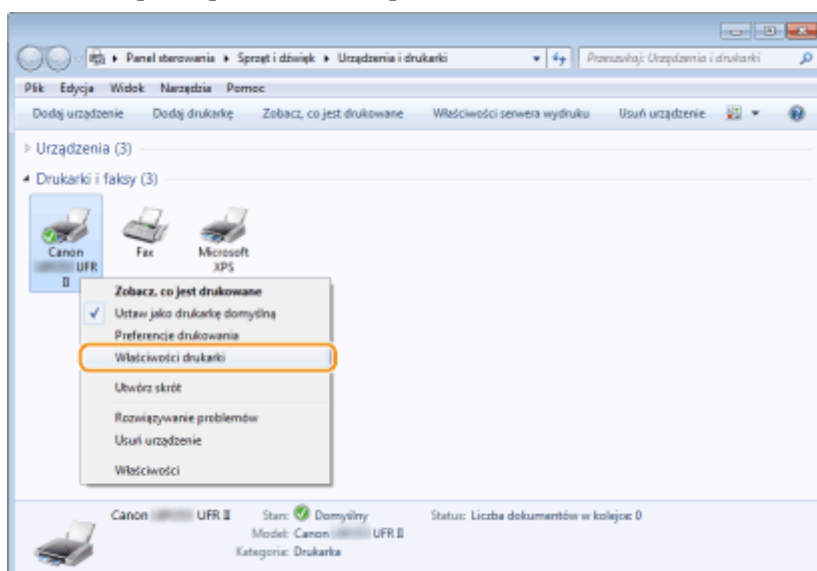 Panel sterowania ▸ Sprzęt i dźwięk ▸ Urządzenia i drukarki
Przeszukaj: Urządzenia i drukarki
Plik Edycja Widok Narzędzia Pomoc
Dodaj urządzenie Dodaj drukarkę Zobacz, co jest drukowane Właściwości serwera wydruku Usuń urządzenie
Urządzenia (3)
Drukarki i faksy (3)
Canon UFR II
Fax
Microsoft XPS
Zobacz, co jest drukowane
Ustaw jako drukarkę domyślną
Preferencje drukowania
Właściwości drukarki
Utwórz skrót
Rozwiązywanie problemów
Usuń urządzenie
Właściwości
Canon UFR II Stan: Domyślny Status: Liczba dokumentów w kolejce: 0
Model: Canon UFR II
Kategoria: Drukarka